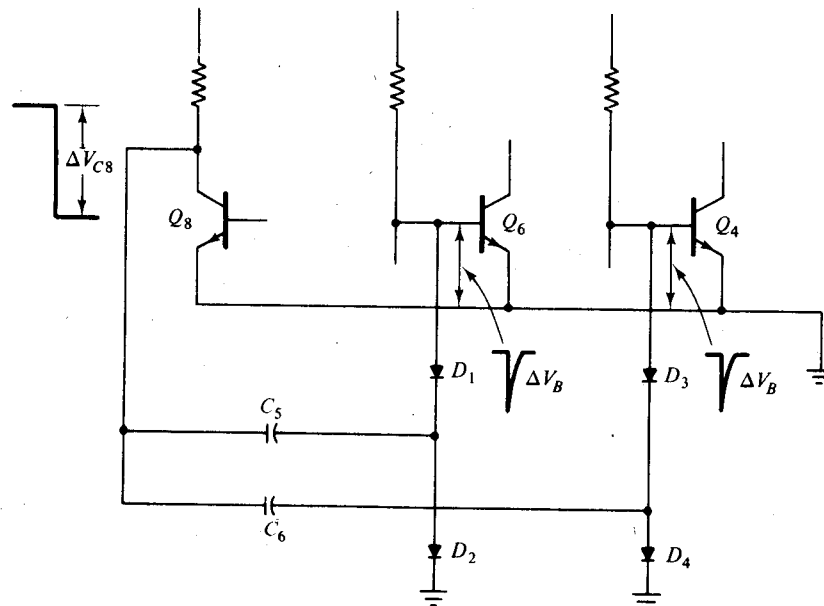 ΔV_C8
Q_8
Q_6
Q_4
D_1
ΔV_B
D_3
ΔV_B
C_5
C_6
D_2
D_4